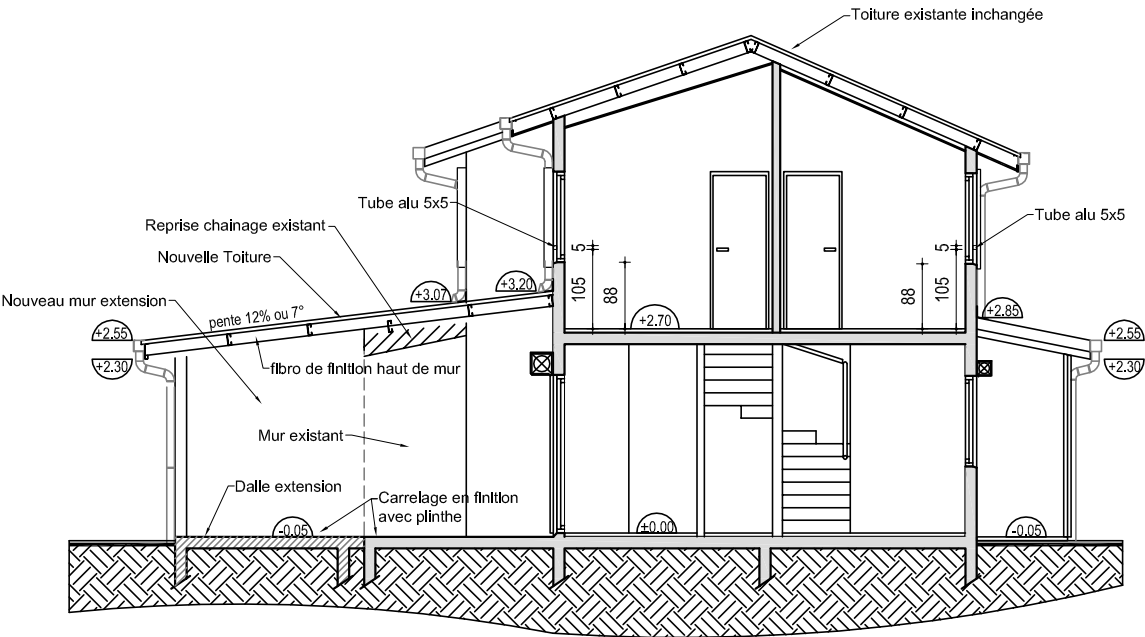 Toiture existante inchangée
Tube alu 5x5
Tube alu 5x5
Reprise chainage existant
Nouvelle Toiture
Nouveau mur extension
pente 12% ou 7°
+3.07
+3.20
+2.55
+2.30
5
105
88
+2.70
88
5
105
+2.85
+2.55
+2.30
fibro de finition haut de mur
Mur existant
Dalle extension
Carrelage en finition
avec plinthe
-0.05
±0.00
-0.05